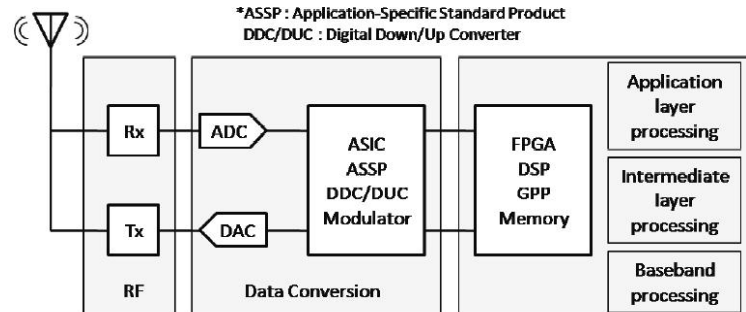 *ASSP : Application-Specific Standard Product
DDC/DUC : Digital Down/Up Converter
Rx
ADC
Tx
DAC
RF
ASIC
ASSP
DDC/DUC
Modulator
Data Conversion
FPGA
DSP
GPP
Memory
Application
layer
processing
Intermediate
layer
processing
Baseband
processing